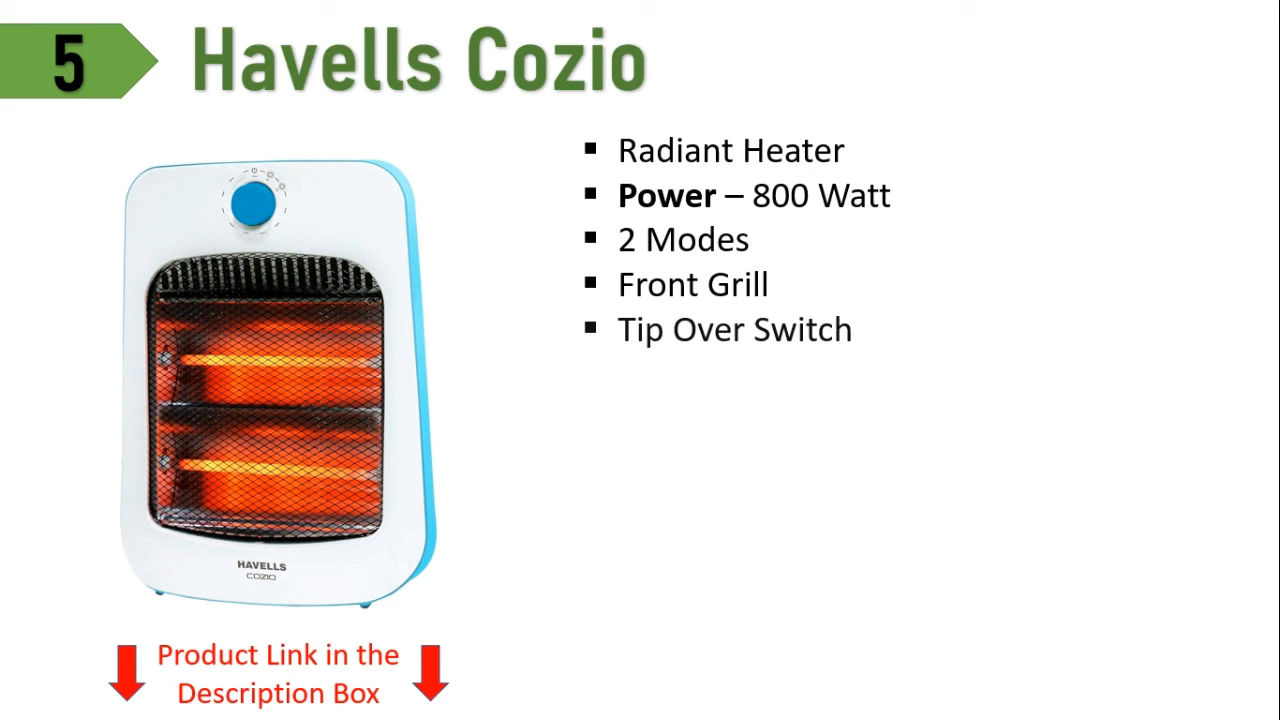 5
Havells Cozio
Radiant Heater
Power – 800 Watt
2 Modes
Front Grill
Tip Over Switch
HAVELLS
COZIO
Product Link in the
Description Box